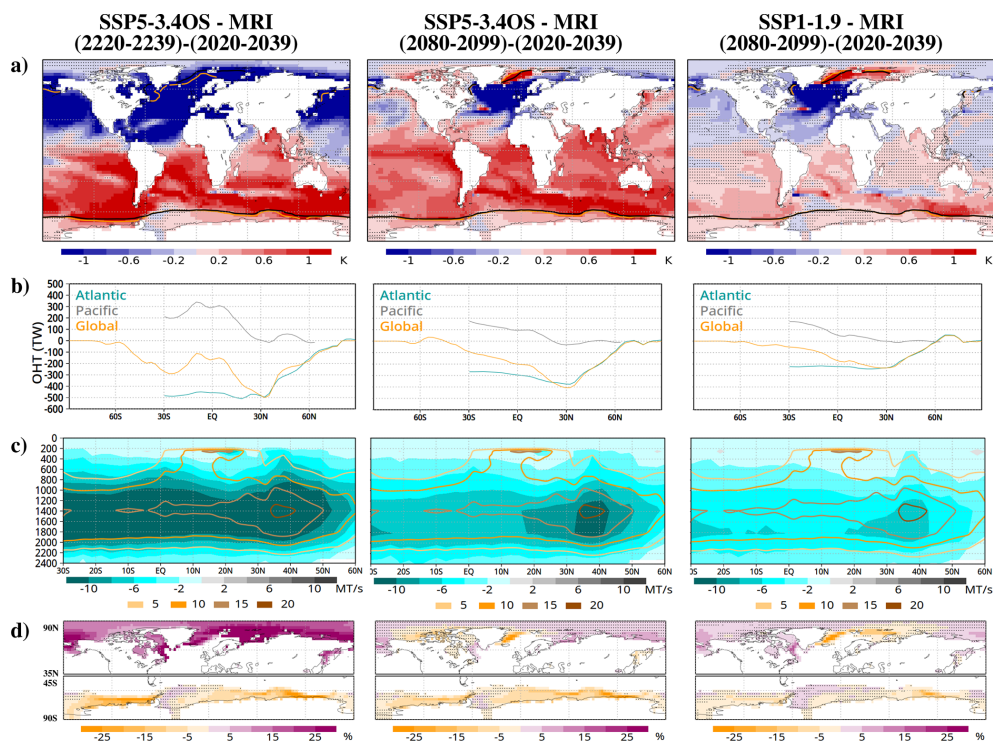 SSP5-3.4OS - MRI SSP5-3.4OS - MRI SSP1-1.9 - MRI
(2220-2239)-(2020-2039) (2080-2099)-(2020-2039) (2080-2099)-(2020-2039)
a)
-1 -0.6 -0.2 0.2 0.6 1 K -1 -0.6 -0.2 0.2 0.6 1 K -1 -0.6 -0.2 0.2 0.6 1 K
b)
OHT (TW)
500
400
300
200
100
0
-100
-200
-300
-400
-500
-600
Atlantic Atlantic Atlantic
Pacific Pacific Pacific
Global Global Global
60S 30S EQ 30N 60N 60S 30S EQ 30N 60N 60S 30S EQ 30N 60N
c)
0
200
400
600
800
1000
1200
1400
1600
1800
2000
2200
2400
30S 20S 10S EQ 10N 20N 30N 40N 50N 60N 20S 10S EQ 10N 20N 30N 40N 50N 60N 20S 10S EQ 10N 20N 30N 40N 50N 60N
-10 -6 -2 2 6 10 MT/s -10 -6 -2 2 6 10 MT/s -10 -6 -2 2 6 10 MT/s
5 10 15 20 5 10 15 20 5 10 15 20
d)
90N
35N
45S
90S
-25 -15 -5 5 15 25 % -25 -15 -5 5 15 25 % -25 -15 -5 5 15 25 %